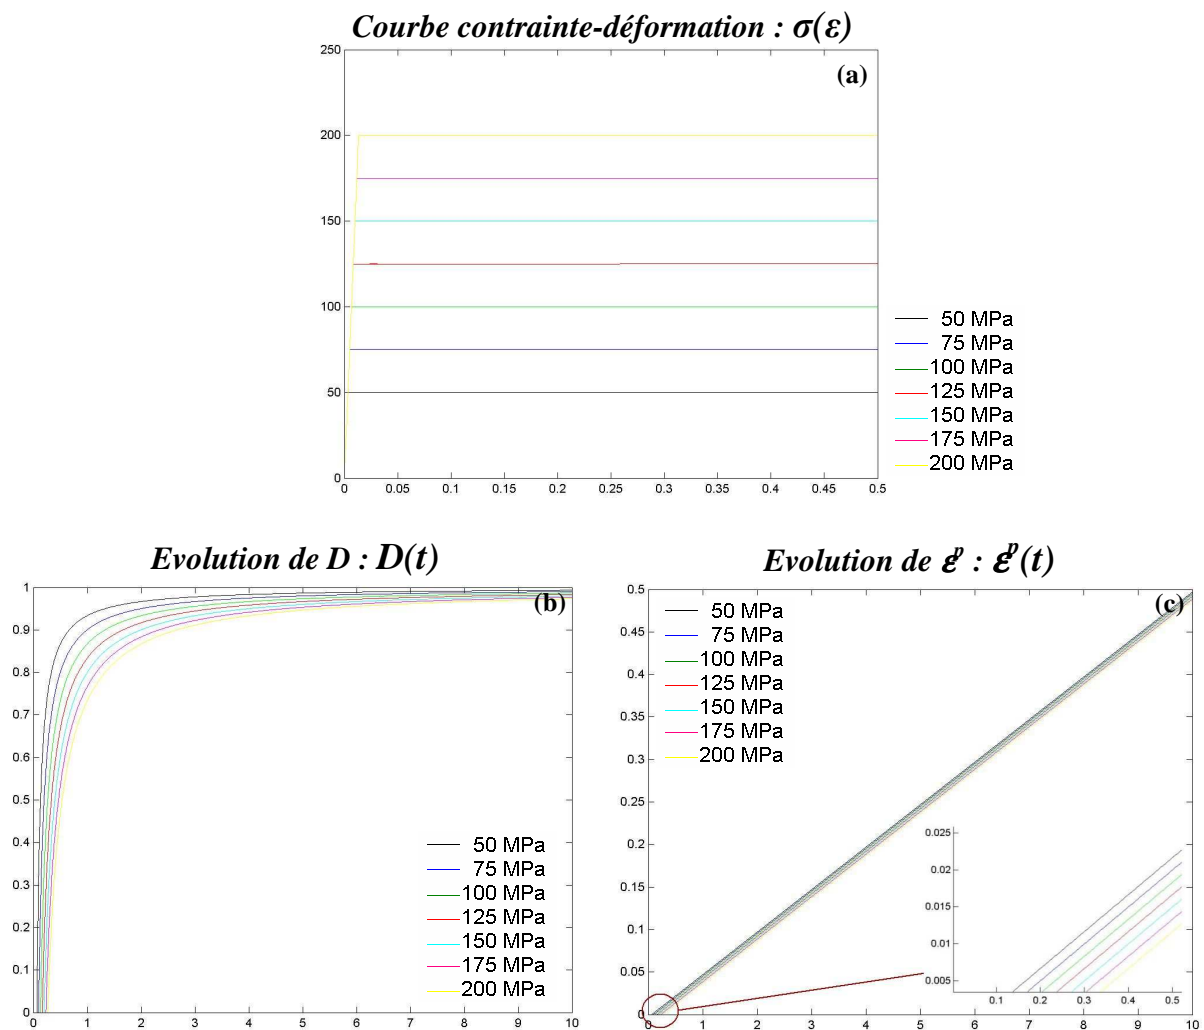 Courbe contrainte-déformation : σ(ε)
(a)
250
200
150
100
50
0
0 0.05 0.1 0.15 0.2 0.25 0.3 0.35 0.4 0.45 0.5
50 MPa
75 MPa
100 MPa
125 MPa
150 MPa
175 MPa
200 MPa
Evolution de D : D(t)
(b)
1
0.9
0.8
0.7
0.6
0.5
0.4
0.3
0.2
0.1
0
0 1 2 3 4 5 6 7 8 9 10
50 MPa
75 MPa
100 MPa
125 MPa
150 MPa
175 MPa
200 MPa
Evolution de εᵖ : εᵖ(t)
(c)
0.5
0.45
0.4
0.35
0.3
0.25
0.2
0.15
0.1
0.05
0
0 1 2 3 4 5 6 7 8 9 10
50 MPa
75 MPa
100 MPa
125 MPa
150 MPa
175 MPa
200 MPa
0.025
0.02
0.015
0.01
0.005
0.1 0.2 0.3 0.4 0.5